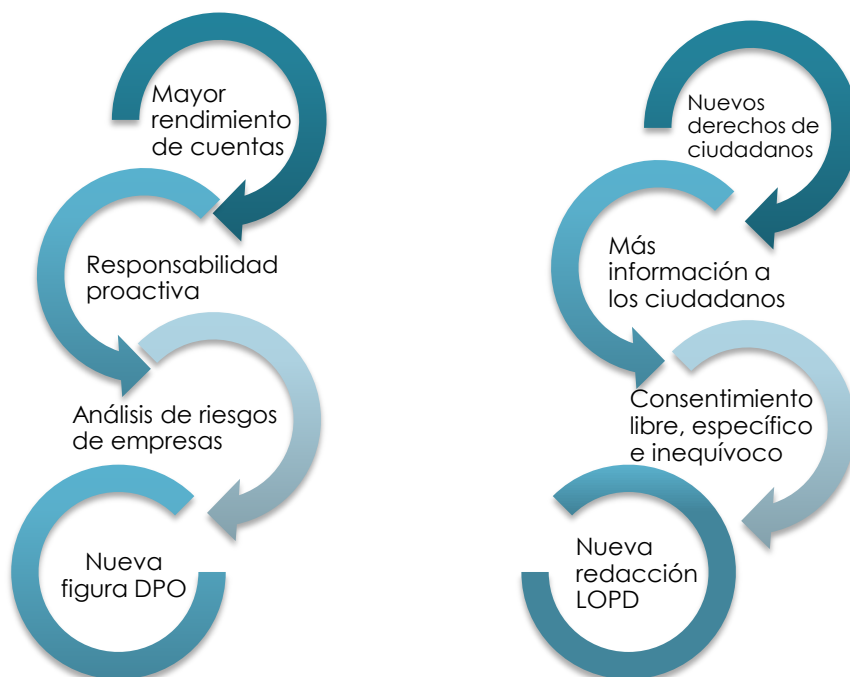 Mayor
rendimiento
de cuentas
Responsabilidad
proactiva
Análisis de riesgos
de empresas
Nueva
figura DPO
Nuevos
derechos de
ciudadanos
Más
información a
los ciudadanos
Consentimiento
libre, específico
e inequívoco
Nueva
redacción
LOPD